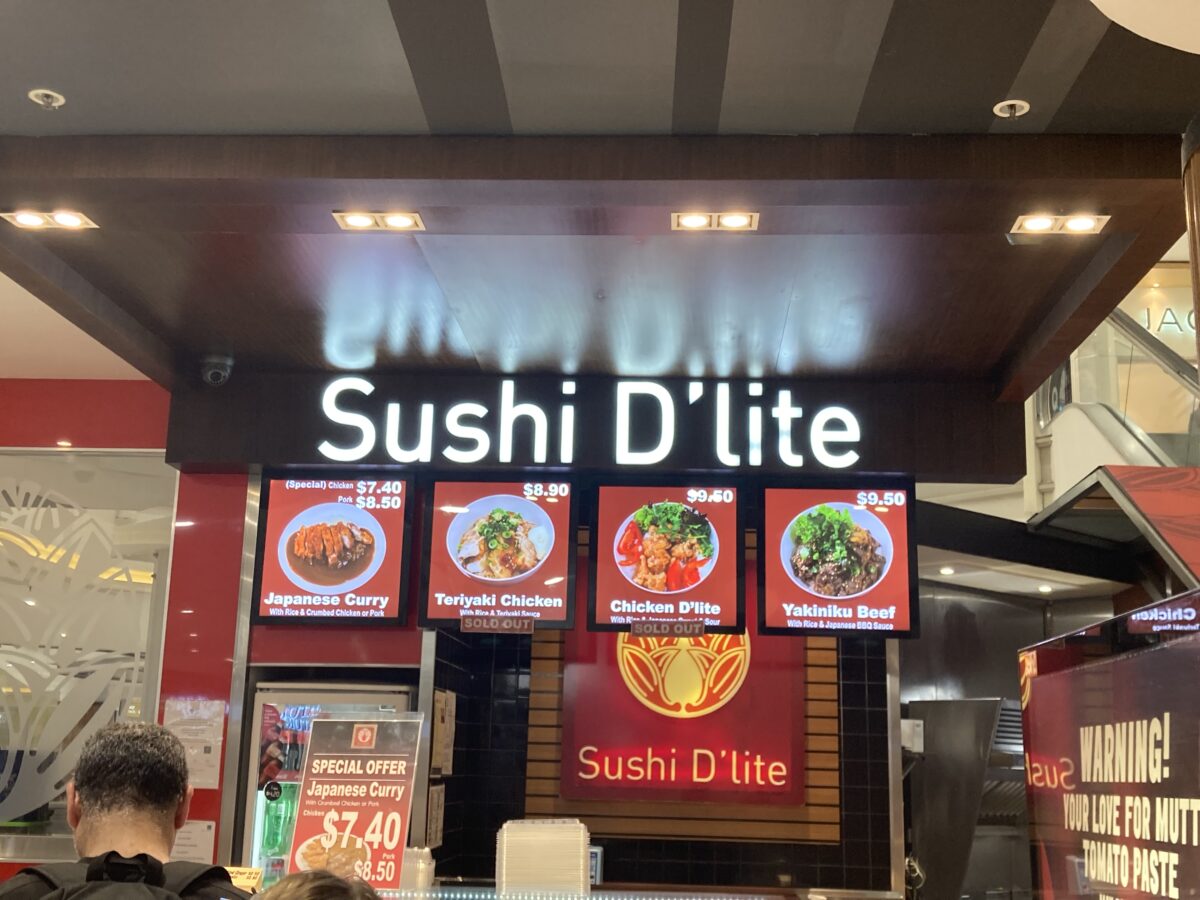 Sushi D'lite
(Special) Chicken $7.40
Pork $8.50
Japanese Curry
With Rice & Crumbed Chicken or Pork
$8.90
Teriyaki Chicken
With Rice & Teriyaki Sauce
SOLD OUT
$9.50
Chicken D'lite
SOLD OUT
$9.50
Yakiniku Beef
With Rice & Japanese BBQ Sauce
Sushi D'lite
SPECIAL OFFER
Japanese Curry
With Crumbed Chicken or Pork
Chicken
$7.40
Pork
$8.50
WARNING!
YOUR LOVE FOR MUTT
TOMATO PASTE